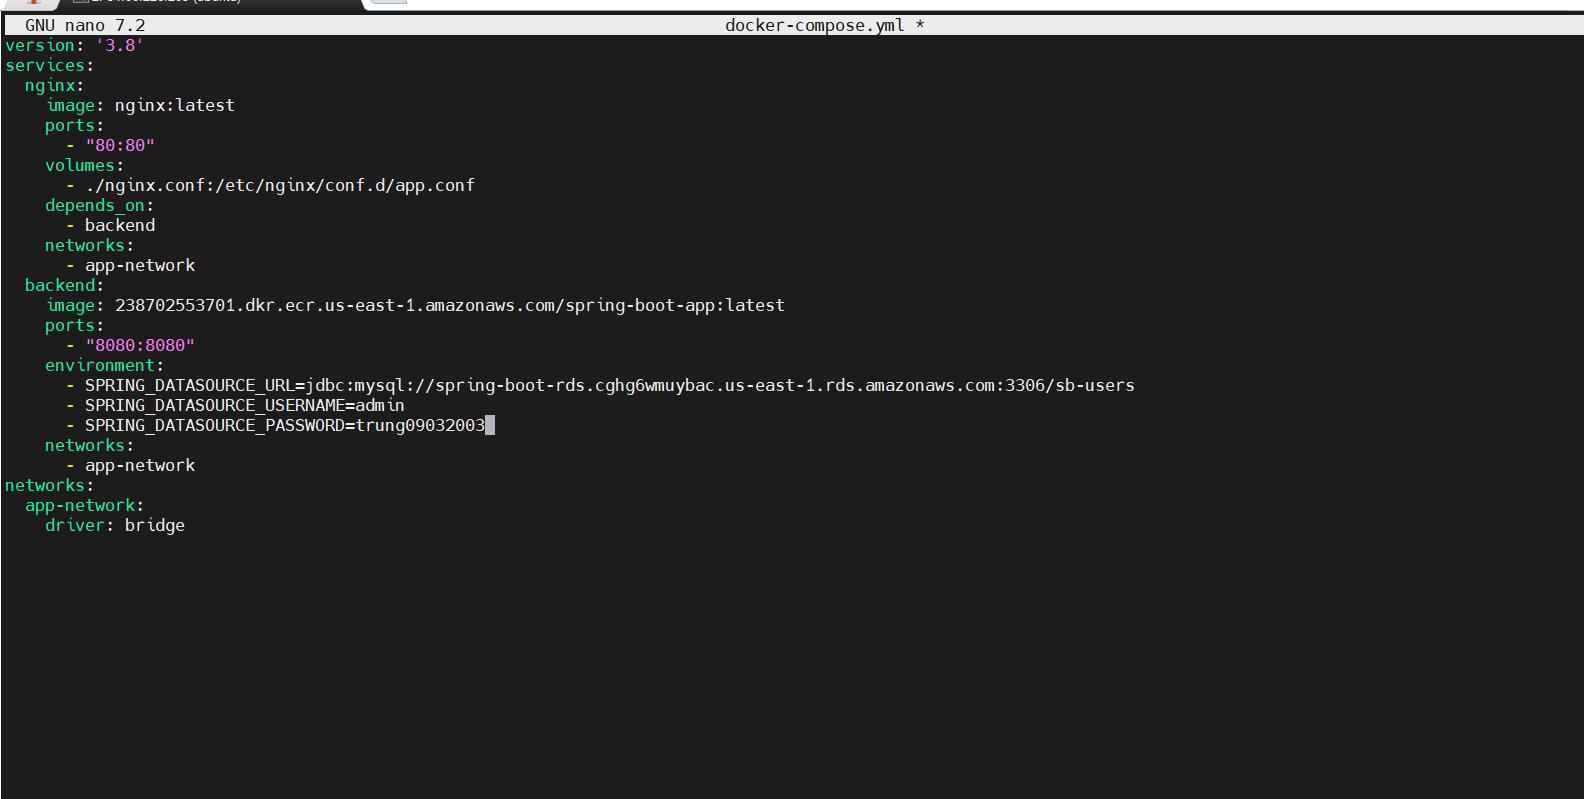 GNU nano 7.2 docker-compose.yml *
version: '3.8'
services:
  nginx:
    image: nginx:latest
    ports:
      - "80:80"
    volumes:
      - ./nginx.conf:/etc/nginx/conf.d/app.conf
    depends_on:
      - backend
    networks:
      - app-network
  backend:
    image: 238702553701.dkr.ecr.us-east-1.amazonaws.com/spring-boot-app:latest
    ports:
      - "8080:8080"
    environment:
      - SPRING_DATASOURCE_URL=jdbc:mysql://spring-boot-rds.cghg6wmuybac.us-east-1.rds.amazonaws.com:3306/sb-users
      - SPRING_DATASOURCE_USERNAME=admin
      - SPRING_DATASOURCE_PASSWORD=trung09032003
    networks:
      - app-network
networks:
  app-network:
    driver: bridge